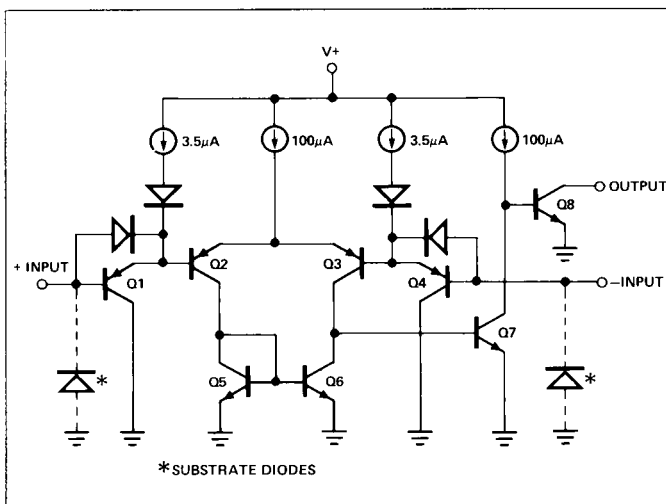 V+
3.5μA
100μA
3.5μA
100μA
OUTPUT
Q8
+ INPUT
Q1
Q2
Q3
Q4
–INPUT
Q7
Q5
Q6
*
*
*SUBSTRATE DIODES